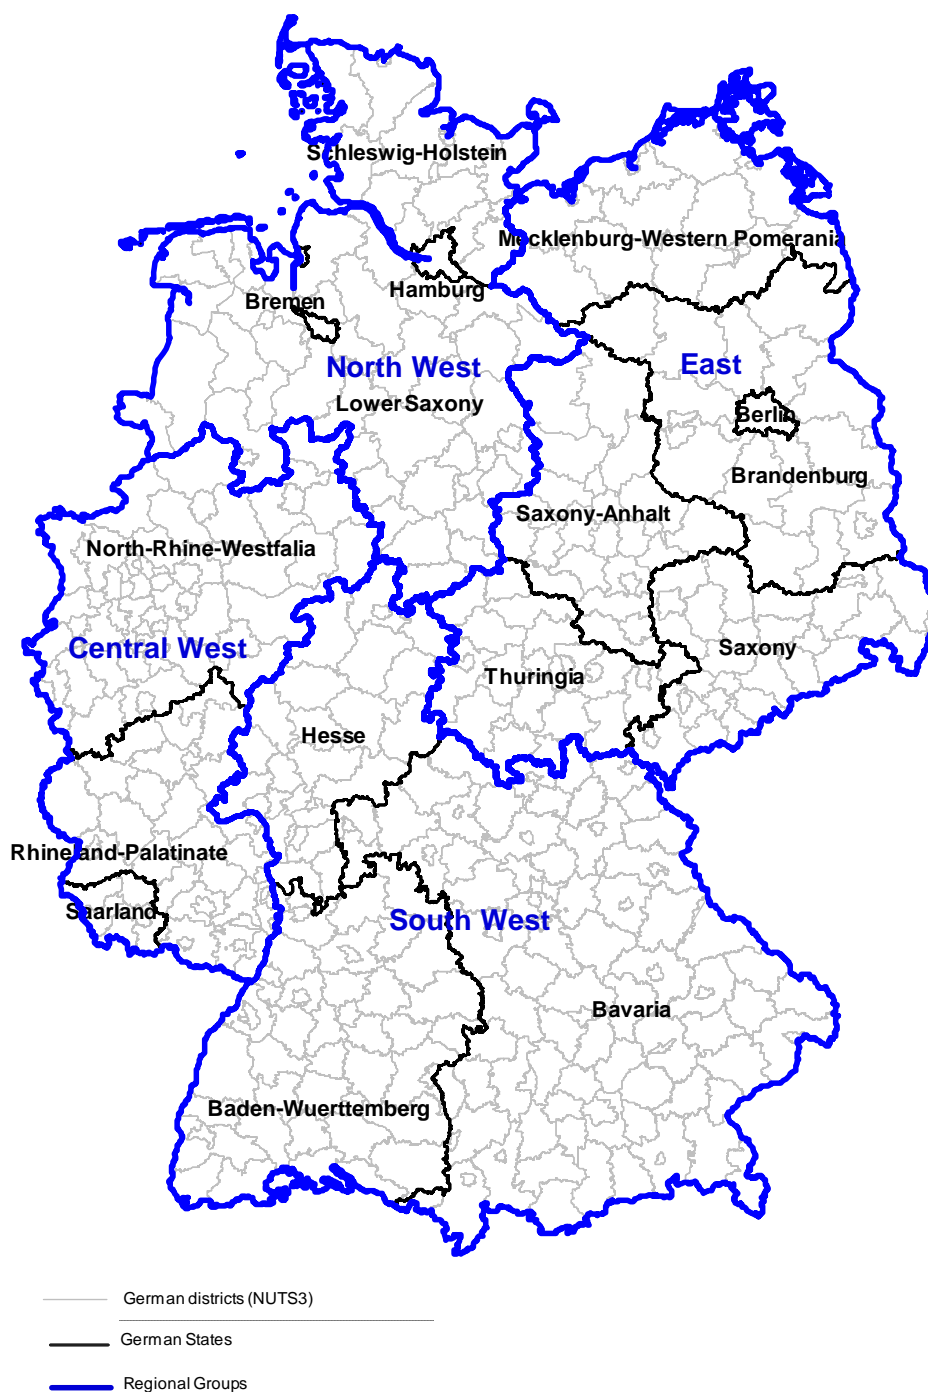 Schleswig-Holstein
Mecklenburg-Western Pomerania
Hamburg
Bremen
North West
East
Lower Saxony
Berlin
Brandenburg
Saxony-Anhalt
North-Rhine-Westfalia
Central West
Saxony
Thuringia
Hesse
Rhineland-Palatinate
Saarland
South West
Bavaria
Baden-Wuerttemberg
German districts (NUTS3)
German States
Regional Groups